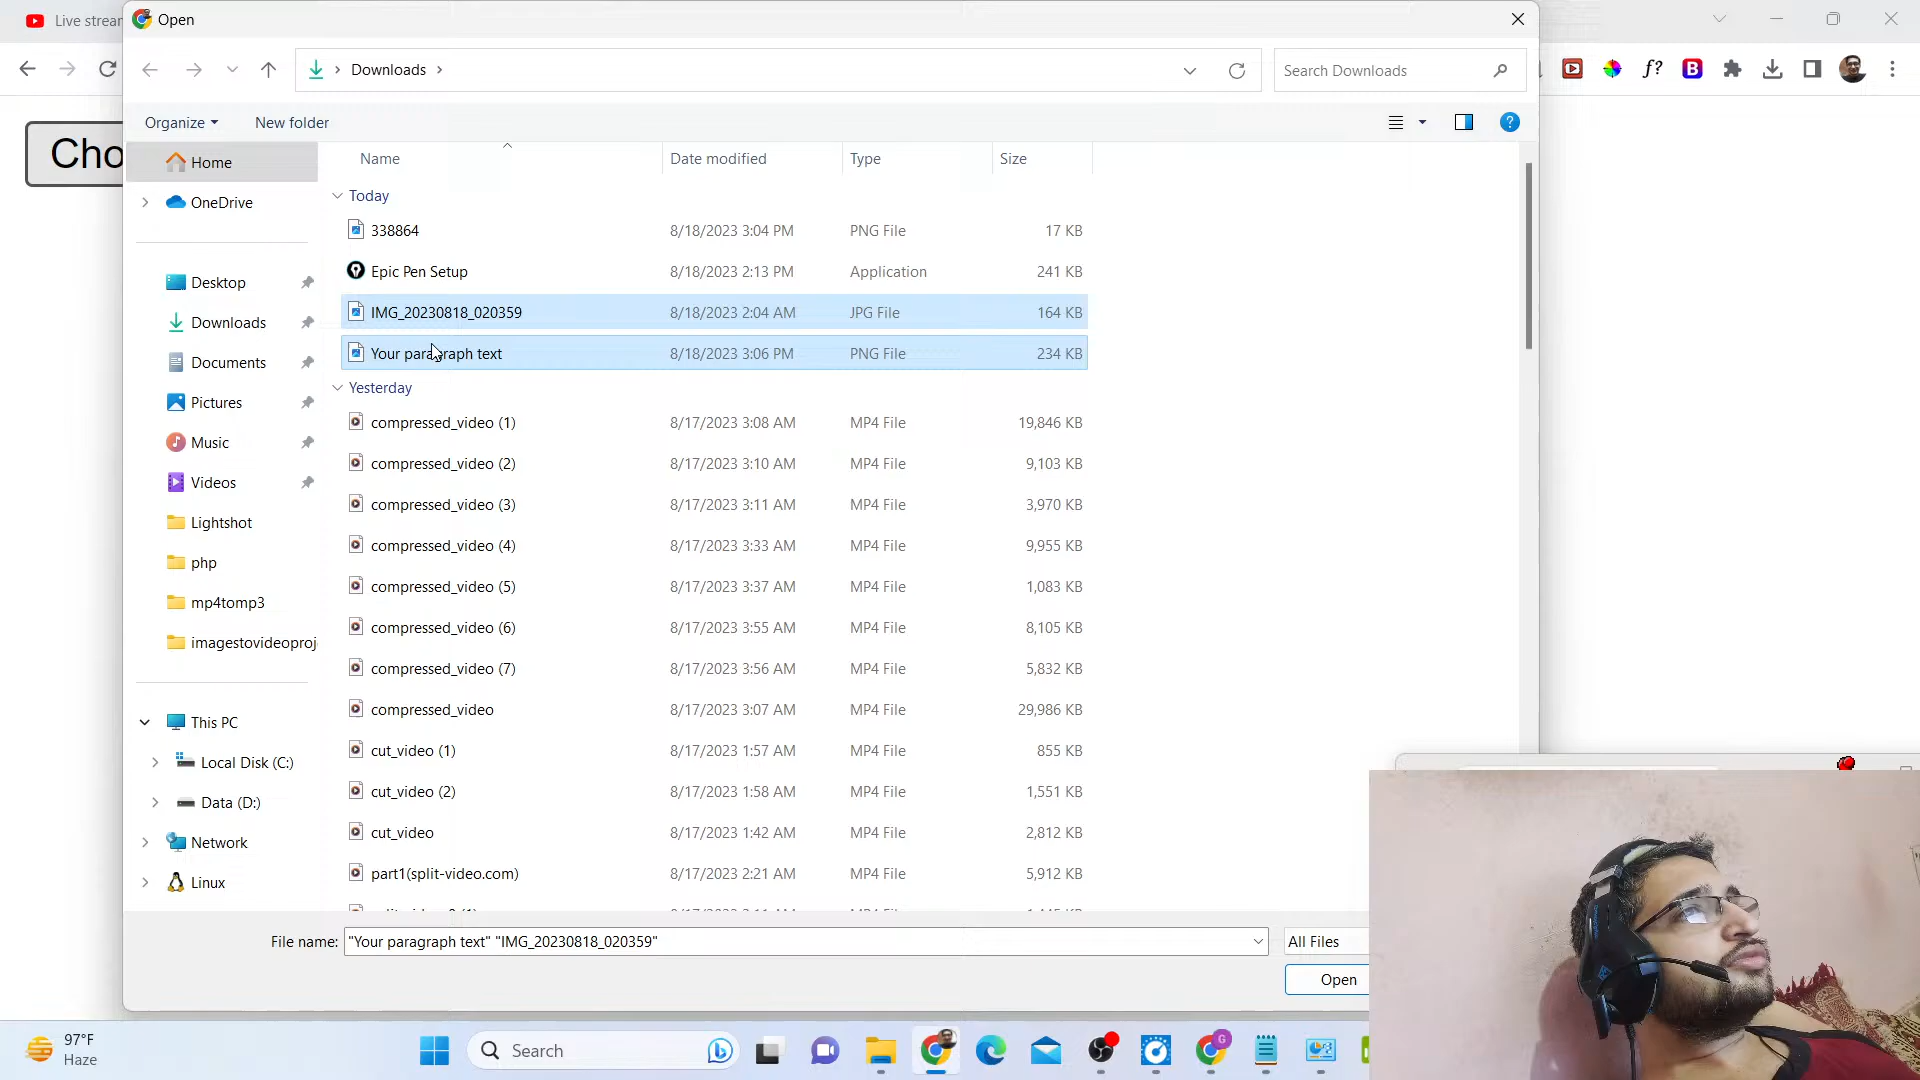 Live strea
Open
Downloads
Search Downloads
f?
B
Cho
Organize
New folder
?
Home
OneDrive
Desktop
Downloads
Documents
Pictures
Music
Videos
Lightshot
php
mp4tomp3
imagestovideoproj
This PC
Local Disk (C:)
Data (D:)
Network
Linux
Name Date modified Type Size
Today
338864 8/18/2023 3:04 PM PNG File 17 KB
Epic Pen Setup 8/18/2023 2:13 PM Application 241 KB
IMG_20230818_020359 8/18/2023 2:04 AM JPG File 164 KB
Your paragraph text 8/18/2023 3:06 PM PNG File 234 KB
Yesterday
compressed_video (1) 8/17/2023 3:08 AM MP4 File 19,846 KB
compressed_video (2) 8/17/2023 3:10 AM MP4 File 9,103 KB
compressed_video (3) 8/17/2023 3:11 AM MP4 File 3,970 KB
compressed_video (4) 8/17/2023 3:33 AM MP4 File 9,955 KB
compressed_video (5) 8/17/2023 3:37 AM MP4 File 1,083 KB
compressed_video (6) 8/17/2023 3:55 AM MP4 File 8,105 KB
compressed_video (7) 8/17/2023 3:56 AM MP4 File 5,832 KB
compressed_video 8/17/2023 3:07 AM MP4 File 29,986 KB
cut_video (1) 8/17/2023 1:57 AM MP4 File 855 KB
cut_video (2) 8/17/2023 1:58 AM MP4 File 1,551 KB
cut_video 8/17/2023 1:42 AM MP4 File 2,812 KB
part1(split-video.com) 8/17/2023 2:21 AM MP4 File 5,912 KB
File name: "Your paragraph text" "IMG_20230818_020359"
All Files
Open
97°F
Haze
Search
G